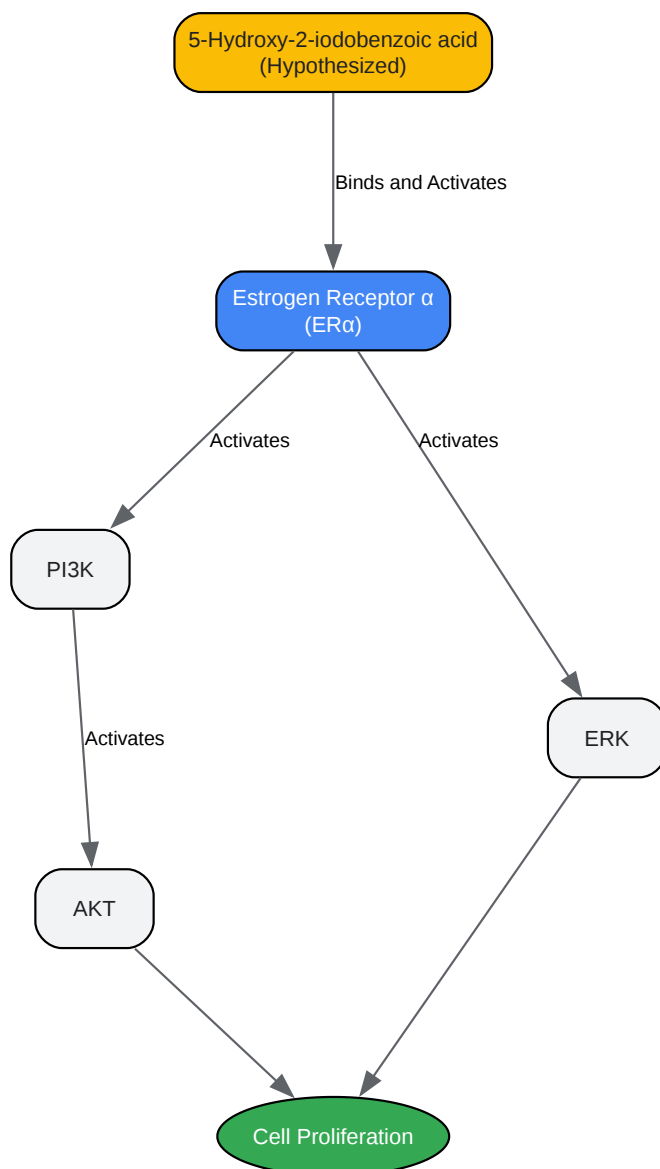 5-Hydroxy-2-iodobenzoic acid
(Hypothesized)
Binds and Activates
Estrogen Receptor α
(ERα)
Activates
Activates
PI3K
Activates
ERK
AKT
Cell Proliferation